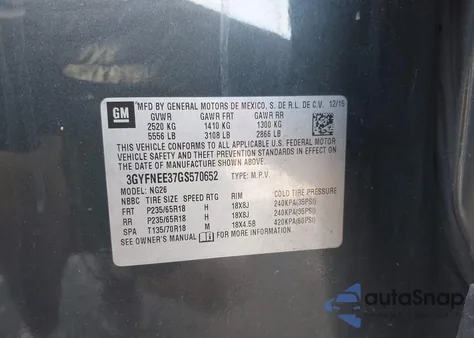 GM
MFD BY GENERAL MOTORS DE MEXICO, S. DE R.L. DE C.V. 12/15
GVWR GAWR FR GAWR RR
2520 KG 1410 KG 1300 KG
5556 LB 3108 LB 2866 LB
THIS VEHICLE CONFORMS TO ALL APPLICABLE U.S. FEDERAL MOTOR
VEHICLE SAFETY AND THEFT PREVENTION STANDARDS IN EFFECT ON
THE DATE OF MANUFACTURE SHOWN ABOVE.
3GYFNEE37GS570652 TYPE: M.P.V.
MODEL: NG26
NBBC TIRE SIZE SPEED RTG RIM COLD TIRE PRESSURE
FRT P235/65R18 H 18X8J 240KPA(35PSI)
RR P235/65R18 H 18X8J 240KPA(35PSI)
SPA T135/70R18 M 18X4.5B 420KPA(60PSI)
SEE OWNER'S MANUAL FOR MORE INFORMATION.
autoSnap